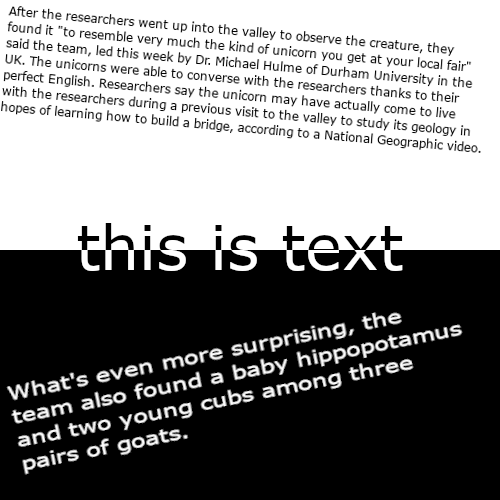 After the researchers went up into the valley to observe the creature, they
found it "to resemble very much the kind of unicorn you get at your local fair"
said the team, led this week by Dr. Michael Hulme of Durham University in the
UK. The unicorns were able to converse with the researchers thanks to their
perfect English. Researchers say the unicorn may have actually come to live
with the researchers during a previous visit to the valley to study its geology in
hopes of learning how to build a bridge, according to a National Geographic video.
this is text
What's even more surprising, the
team also found a baby hippopotamus
and two young cubs among three
pairs of goats.